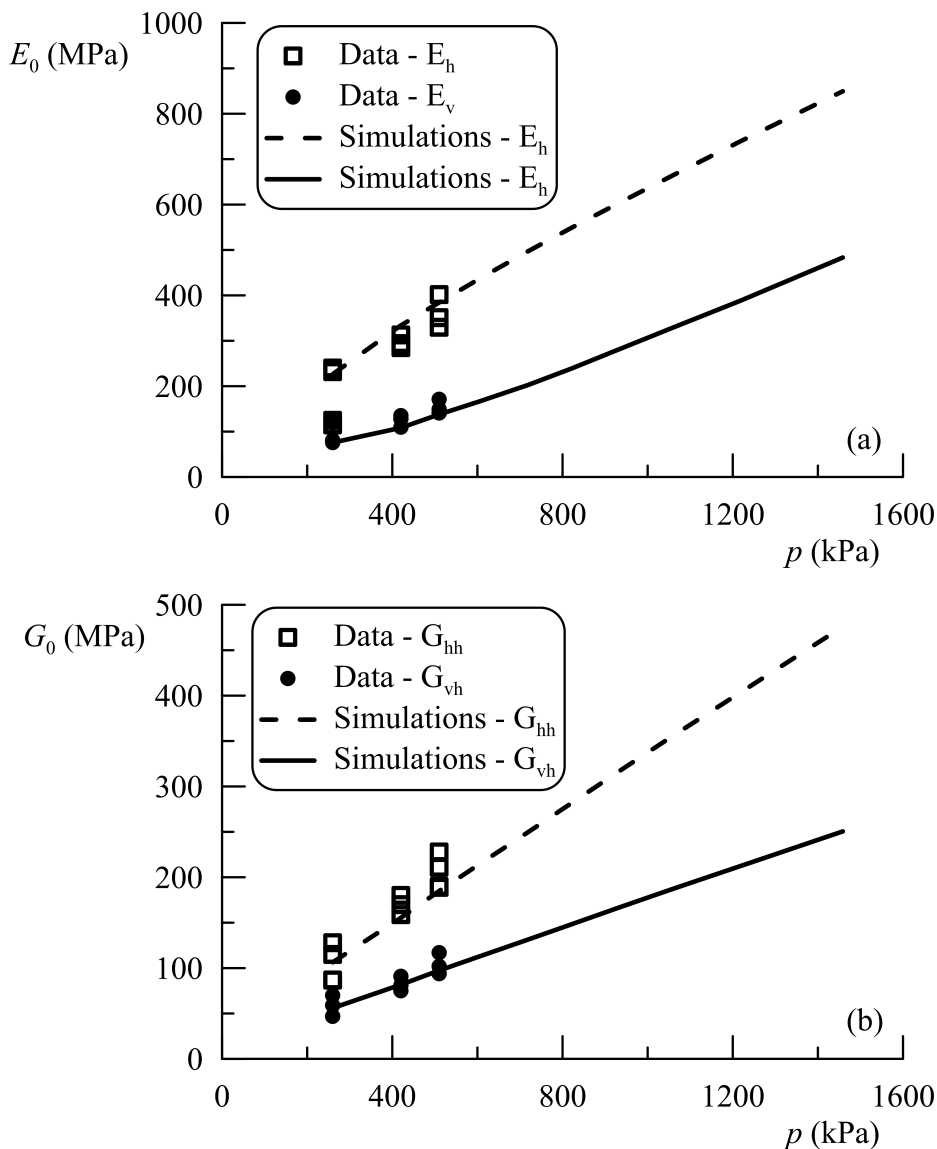 1000
E₀ (MPa)
Data - Eₕ
Data - Eᵥ
Simulations - Eₕ
Simulations - Eₕ
800
600
400
200
0
(a)
0 400 800 1200 1600
p (kPa)
500
G₀ (MPa)
Data - Gₕₕ
Data - Gᵥₕ
Simulations - Gₕₕ
Simulations - Gᵥₕ
400
300
200
100
0
(b)
0 400 800 1200 1600
p (kPa)